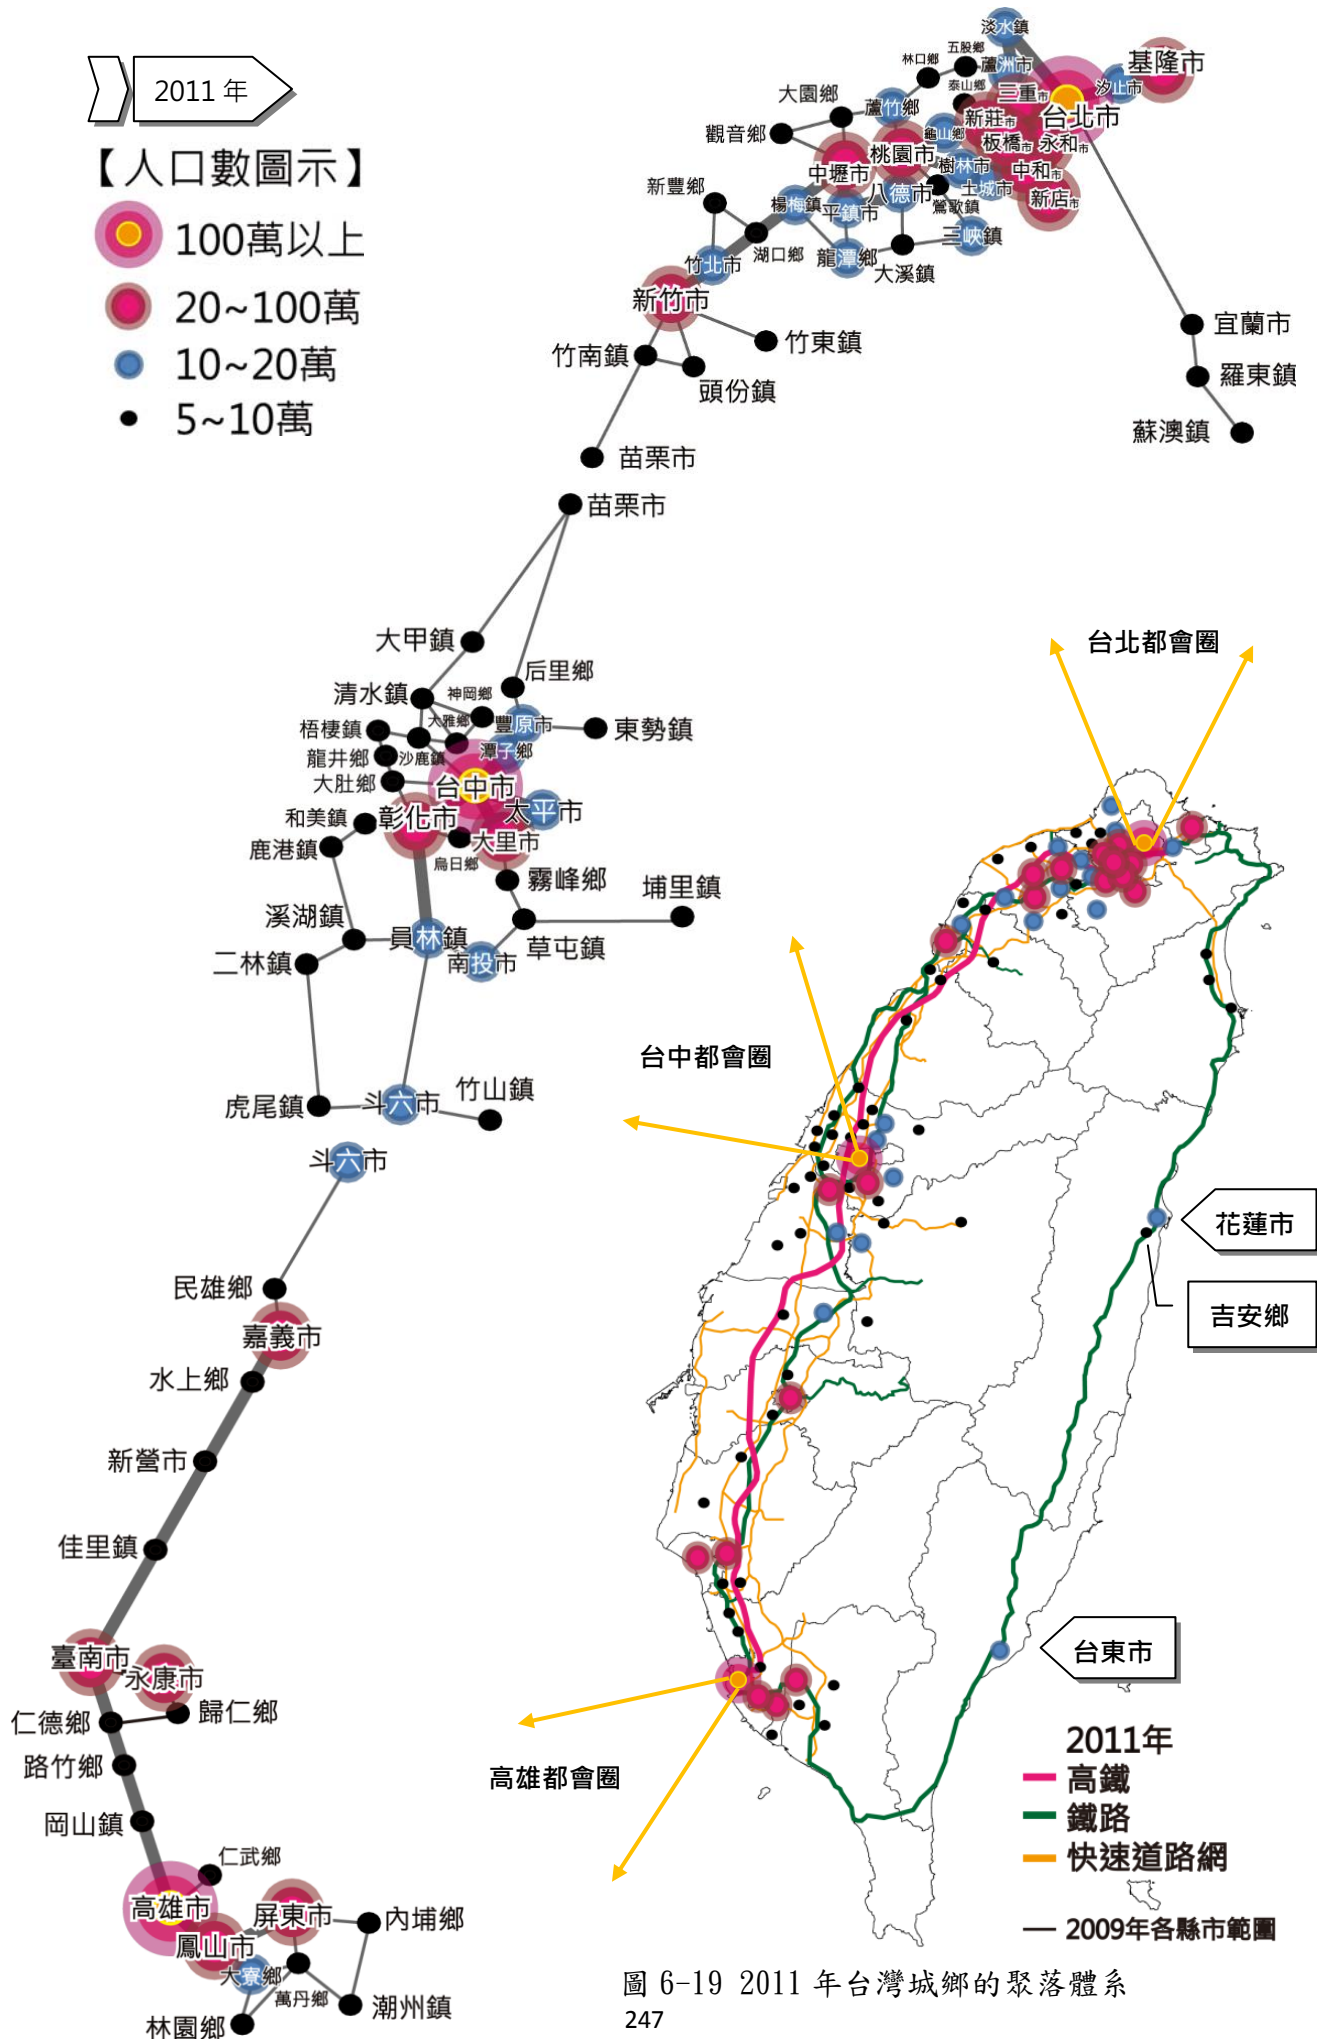 2011 年
【人口數圖示】
100萬以上
20~100萬
10~20萬
5~10萬
淡水鎮
五股鄉
林口鄉
蘆洲市
基隆市
泰山鄉
三重市
汐止市
大園鄉
蘆竹鄉
新莊市
台北市
觀音鄉
龜山鄉
板橋市
永和市
桃園市
樹林市
中和市
中壢市
土城市
新店市
八德市
鶯歌鎮
新豐鄉
楊梅鎮
平鎮市
三峽鎮
湖口鄉
龍潭鄉
大溪鎮
竹北市
新竹市
宜蘭市
竹南鎮
竹東鎮
羅東鎮
頭份鎮
蘇澳鎮
苗栗市
苗栗市
大甲鎮
后里鄉
清水鎮
神岡鄉
梧棲鎮
大雅鄉
豐原市
東勢鎮
龍井鄉
沙鹿鎮
潭子鄉
大肚鄉
台中市
和美鎮
彰化市
太平市
鹿港鎮
大里市
烏日鄉
霧峰鄉
埔里鎮
溪湖鎮
員林鎮
草屯鎮
二林鎮
南投市
虎尾鎮
斗六市
竹山鎮
斗六市
民雄鄉
嘉義市
水上鄉
新營市
佳里鎮
臺南市
永康市
仁德鄉
歸仁鄉
路竹鄉
岡山鎮
仁武鄉
高雄市
屏東市
內埔鄉
鳳山市
大寮鄉
萬丹鄉
潮州鎮
林園鄉
台北都會圈
台中都會圈
花蓮市
吉安鄉
台東市
高雄都會圈
2011年
高鐵
鐵路
快速道路網
2009年各縣市範圍
圖 6-19 2011 年台灣城鄉的聚落體系
247